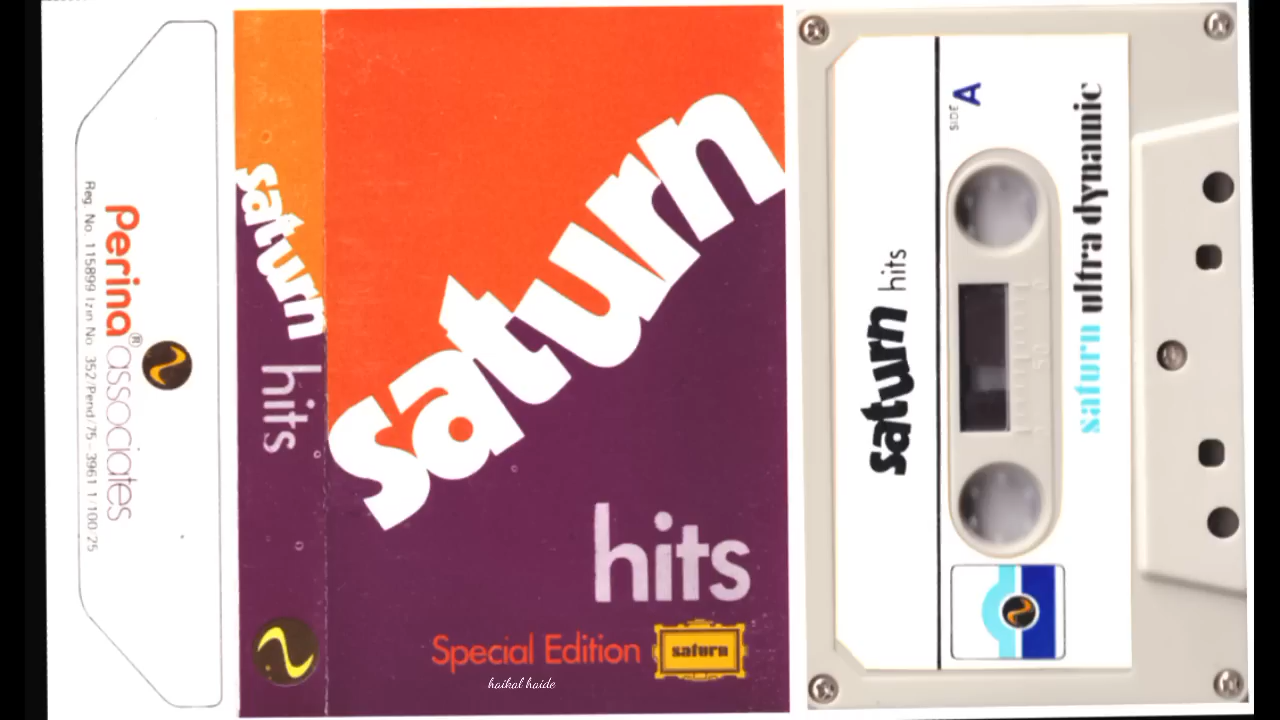 Perina® associates
Reg. No. 115899 Izin No. 352/Pend/75 - 3961 1/100-25
saturn
hits
saturn
hits
Special Edition
saturn
haikal haide
saturn hits
SIDE A
saturn ultra dynamic